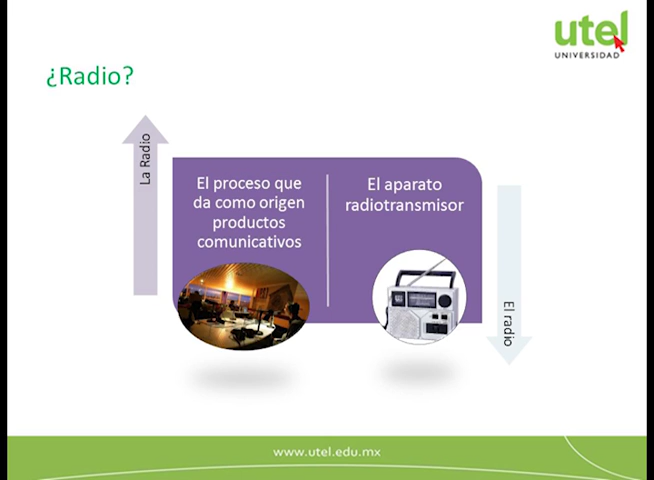 utel
UNIVERSIDAD
¿Radio?
La Radio
El proceso que
da como origen
productos
comunicativos
El aparato
radiotransmisor
El radio
www.utel.edu.mx